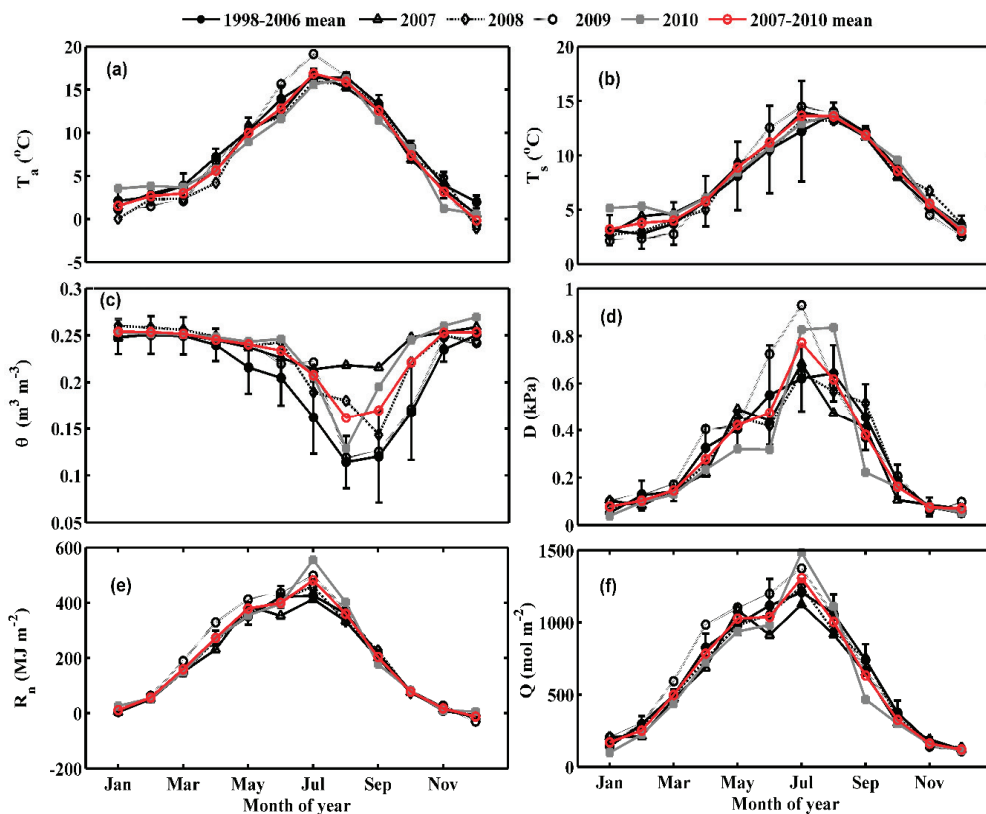 1998-2006 mean 2007 2008 2009 2010 2007-2010 mean
(a)
20
15
10
5
0
-5
T_a (°C)
(b)
20
15
10
5
0
T_s (°C)
(c)
0.3
0.25
0.2
0.15
0.1
0.05
θ (m³ m⁻³)
(d)
1
0.8
0.6
0.4
0.2
0
D (kPa)
(e)
600
400
200
0
-200
R_n (MJ m⁻²)
Jan Mar May Jul Sep Nov
Month of year
(f)
1500
1000
500
0
Q (mol m⁻²)
Jan Mar May Jul Sep Nov
Month of year